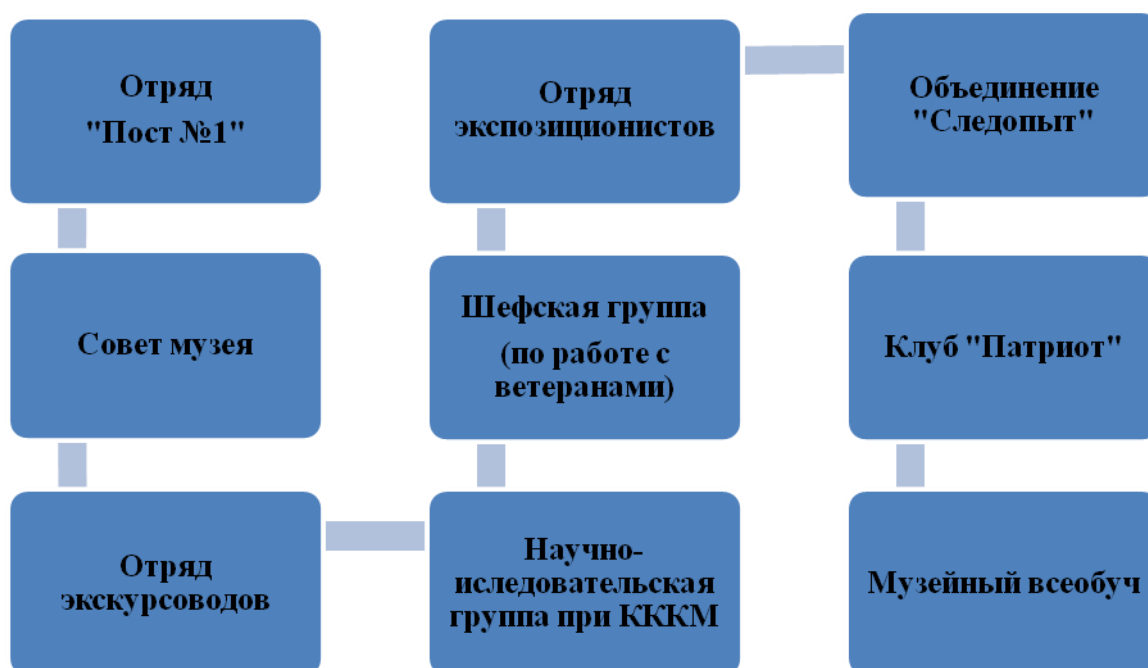 Отряд
"Пост №1"
Совет музея
Отряд
экскурсоводов
Научно-
иследовательская
группа при КККМ
Шефская группа
(по работе с
ветеранами)
Отряд
экспозиционистов
Объединение
"Следопыт"
Клуб "Патриот"
Музейный всеобуч